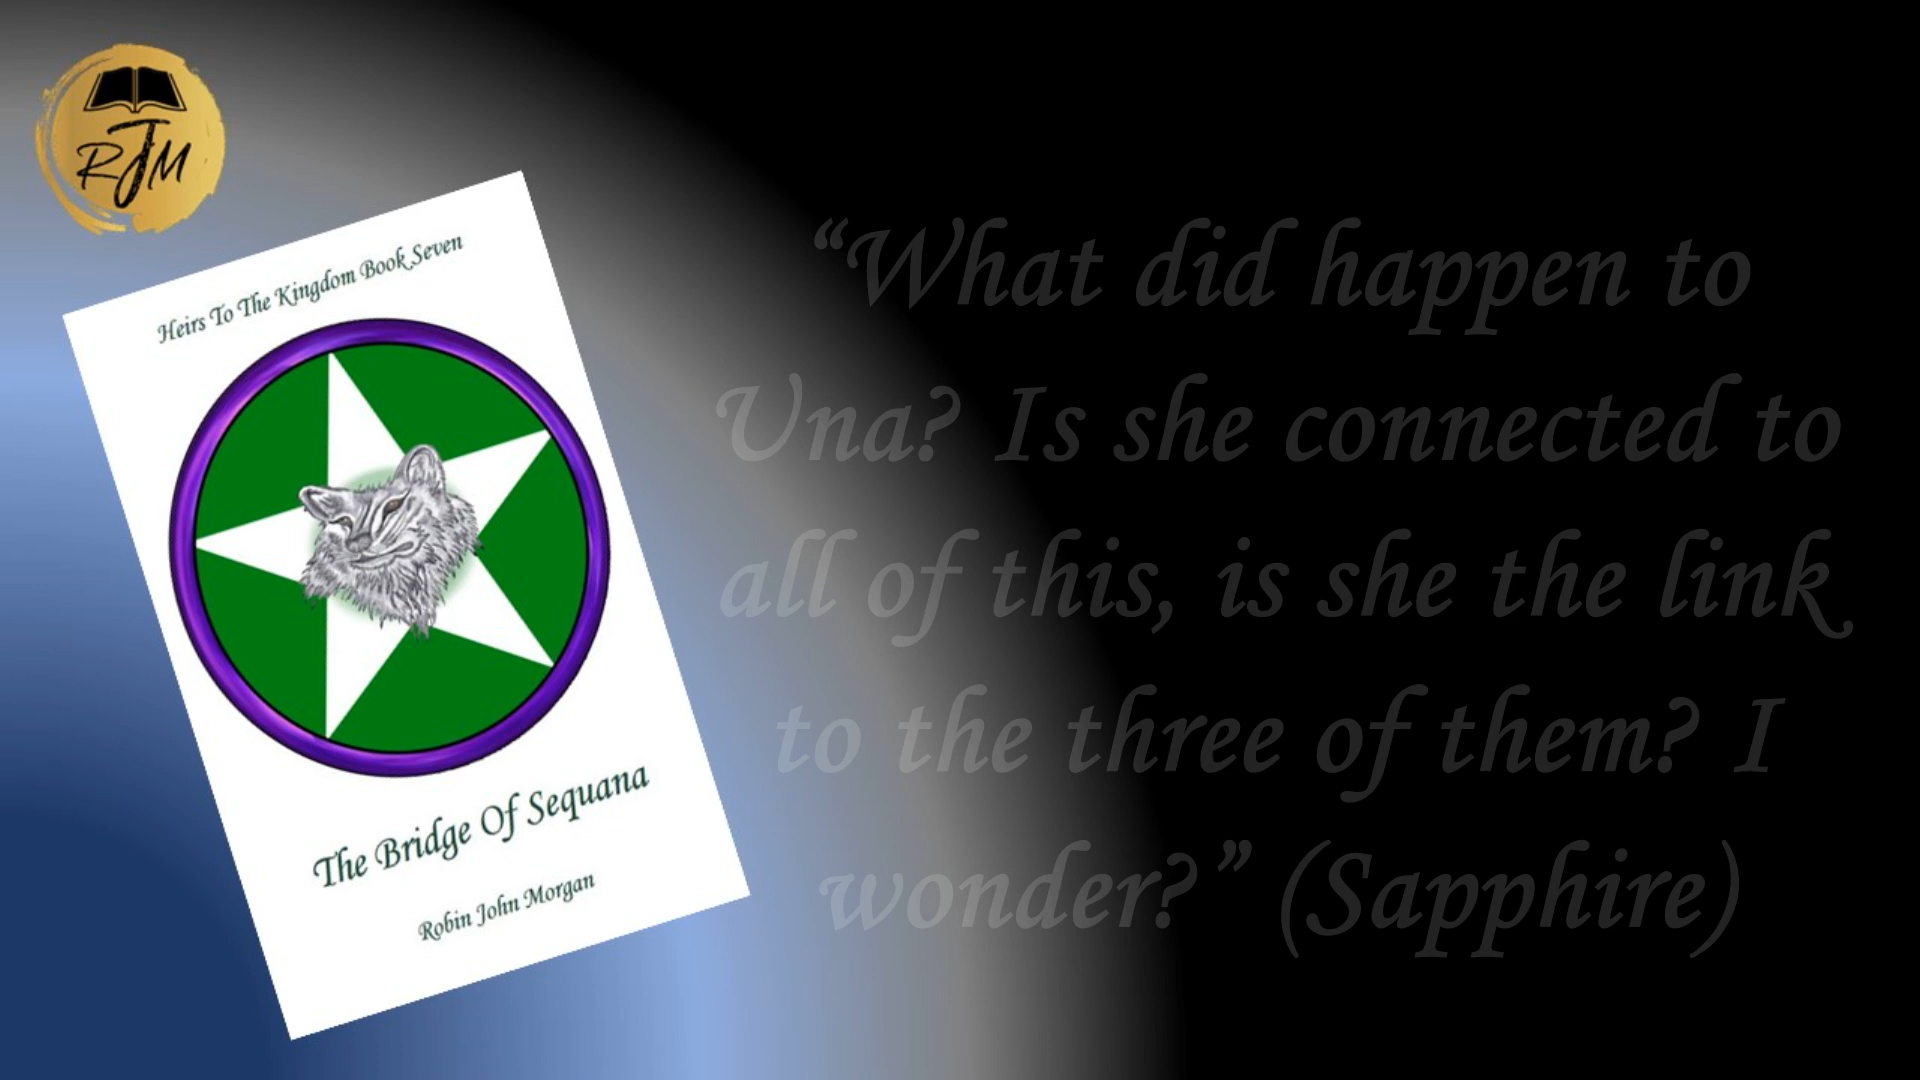 RJM
Heirs To The Kingdom Book Seven
The Bridge Of Sequana
Robin John Morgan
“What did happen to
Una? Is she connected to
all of this, is she the link
to the three of them? I
wonder?” (Sapphire)